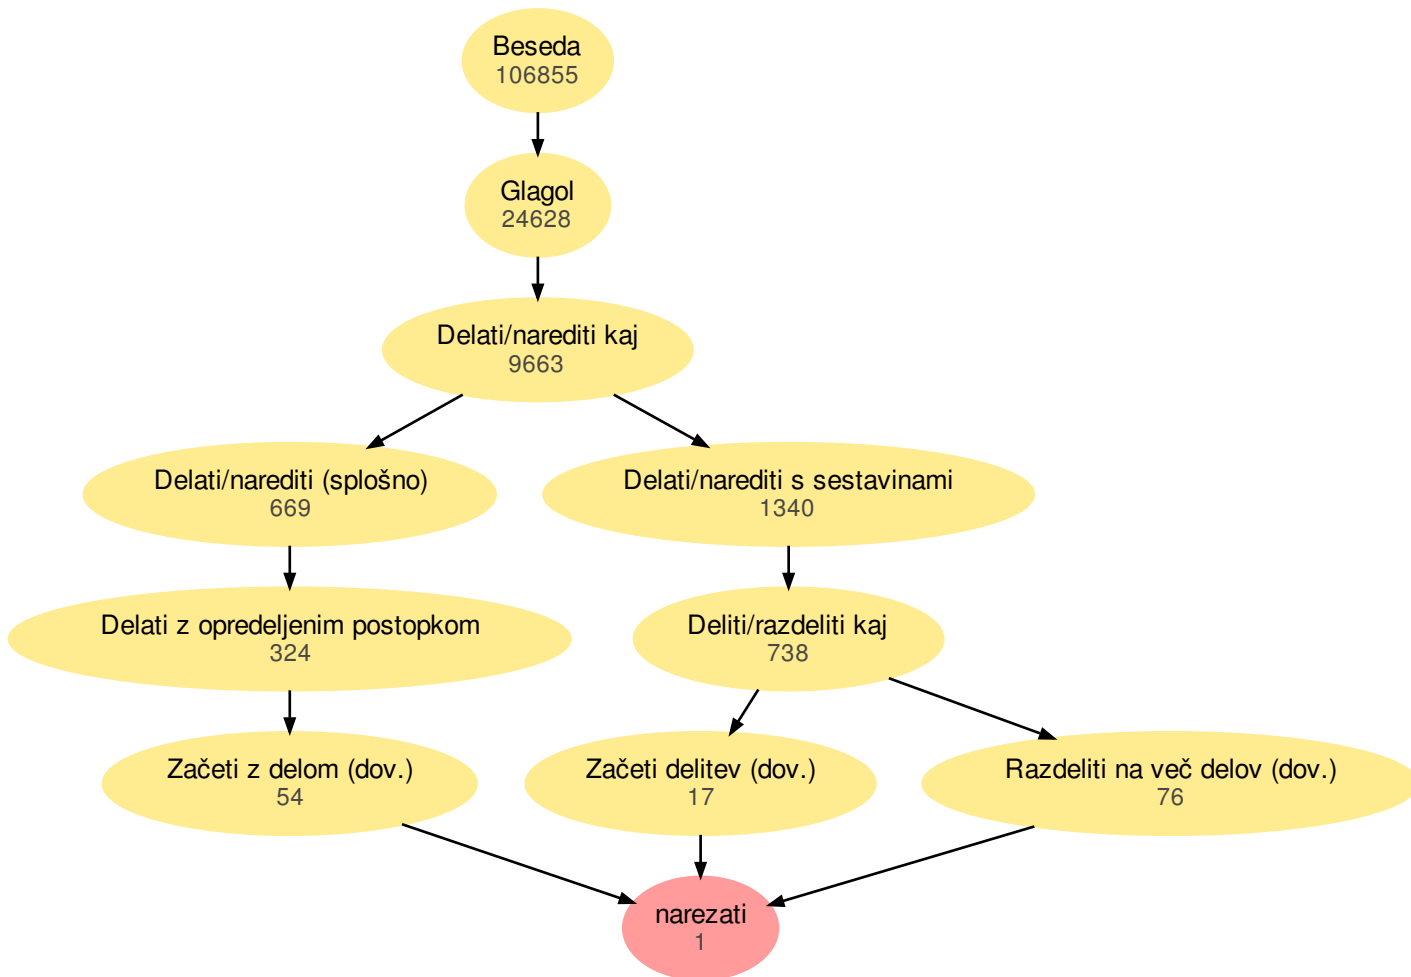 Beseda
106855
Glagol
24628
Delati/narediti kaj
9663
Delati/narediti (splošno)
669
Delati/narediti s sestavinami
1340
Delati z opredeljenim postopkom
324
Deliti/razdeliti kaj
738
Začeti z delom (dov.)
54
Začeti delitev (dov.)
17
Razdeliti na več delov (dov.)
76
narezati
1